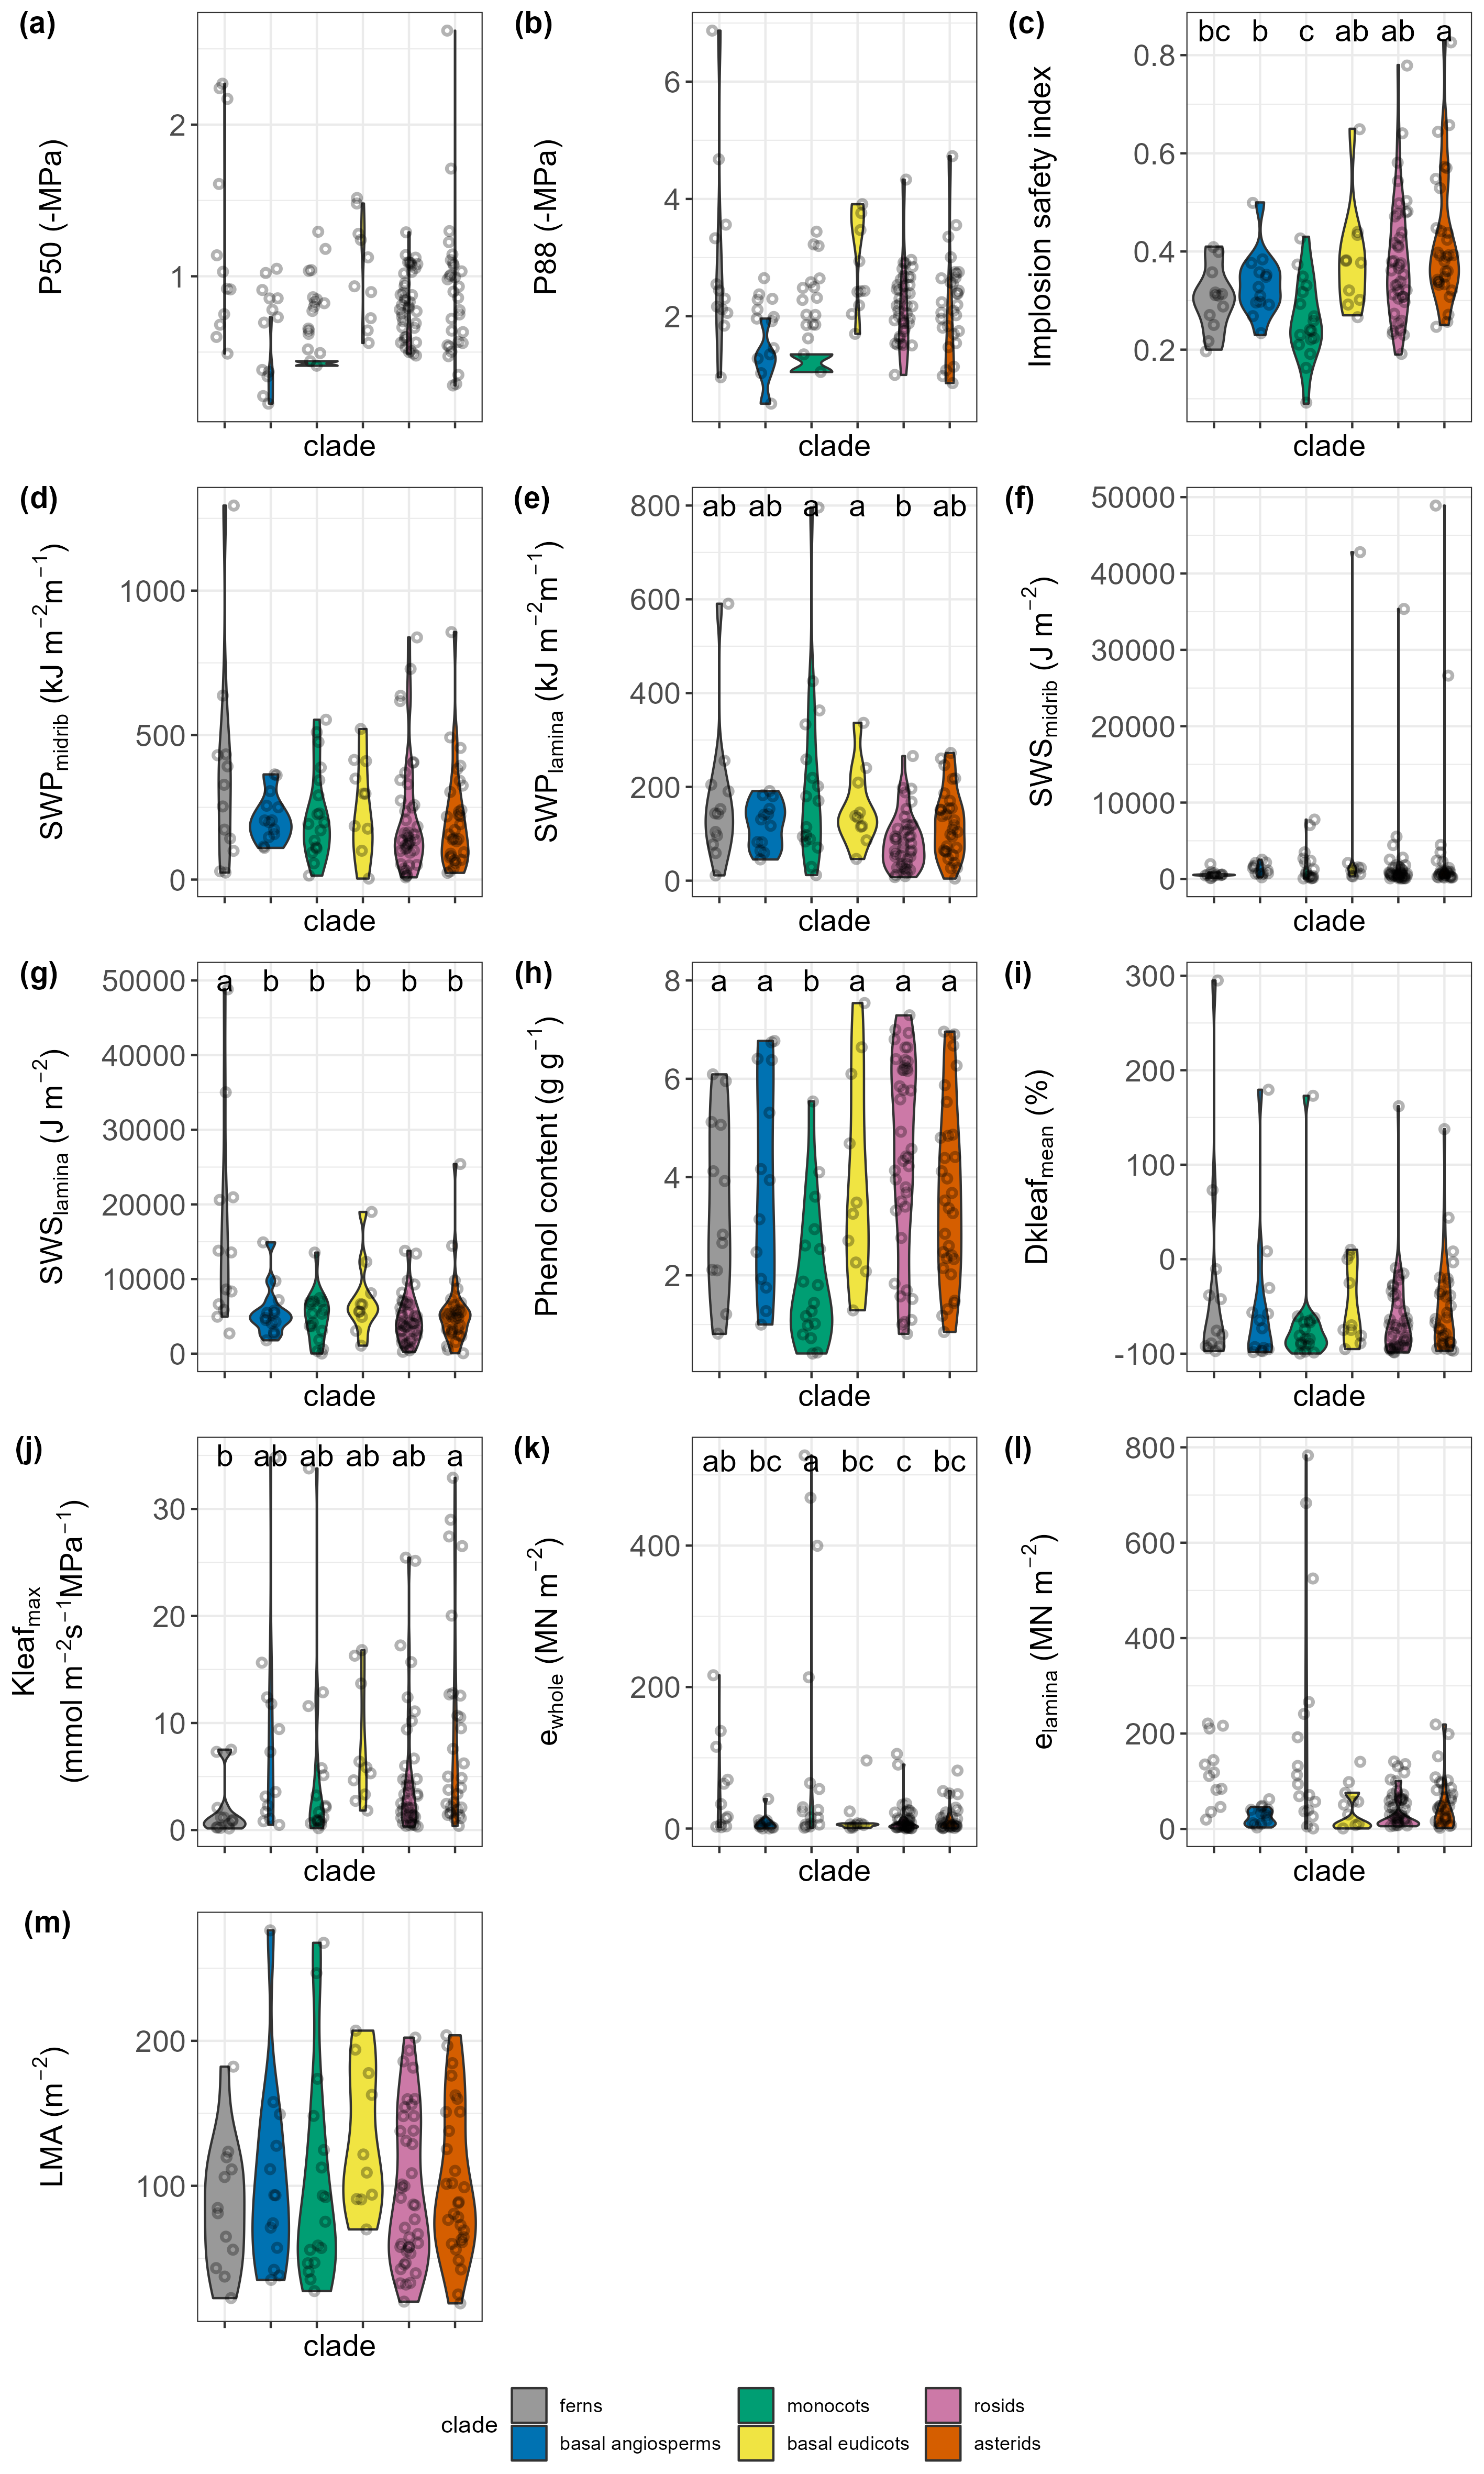 (a)
P50 (-MPa)
2
1
clade
(b)
P88 (-MPa)
6
4
2
clade
(c)
Implosion safety index
0.8
0.6
0.4
0.2
bc b c ab ab a
clade
(d)
SWPmidrib (kJ m−2m−1)
1000
500
0
clade
(e)
SWPlamina (kJ m−2m−1)
800
600
400
200
0
ab ab a a b ab
clade
(f)
SWSmidrib (J m−2)
50000
40000
30000
20000
10000
0
clade
(g)
SWSlamina (J m−2)
50000
40000
30000
20000
10000
0
a b b b b b
clade
(h)
Phenol content (g g−1)
8
6
4
2
a a b a a a
clade
(i)
Dkleafmean (%)
300
200
100
0
-100
clade
(j)
Kleafmax
(mmol m−2s−1MPa−1)
30
20
10
0
b ab ab ab ab a
clade
(k)
ewhole (MN m−2)
400
200
0
ab bc a bc c bc
clade
(l)
elamina (MN m−2)
800
600
400
200
0
clade
(m)
LMA (m−2)
200
100
clade
clade
ferns monocots rosids
basal angiosperms basal eudicots asterids